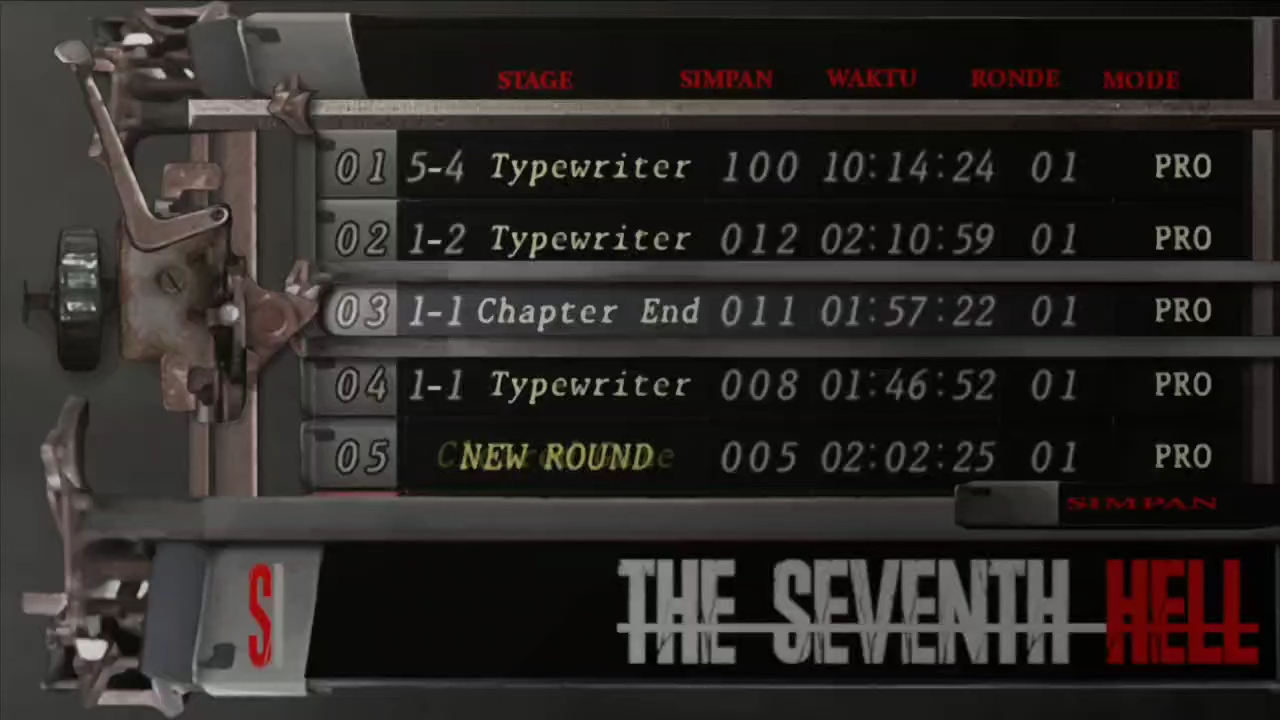 STAGE SIMPAN WAKTU RONDE MODE
01 5-4 Typewriter 100 10:14:24 01 PRO
02 1-2 Typewriter 012 02:10:59 01 PRO
03 1-1 Chapter End 011 01:57:22 01 PRO
04 1-1 Typewriter 008 01:46:52 01 PRO
05 NEW ROUND 005 02:02:25 01 PRO
SIMPAN
S
THE SEVENTH HELL